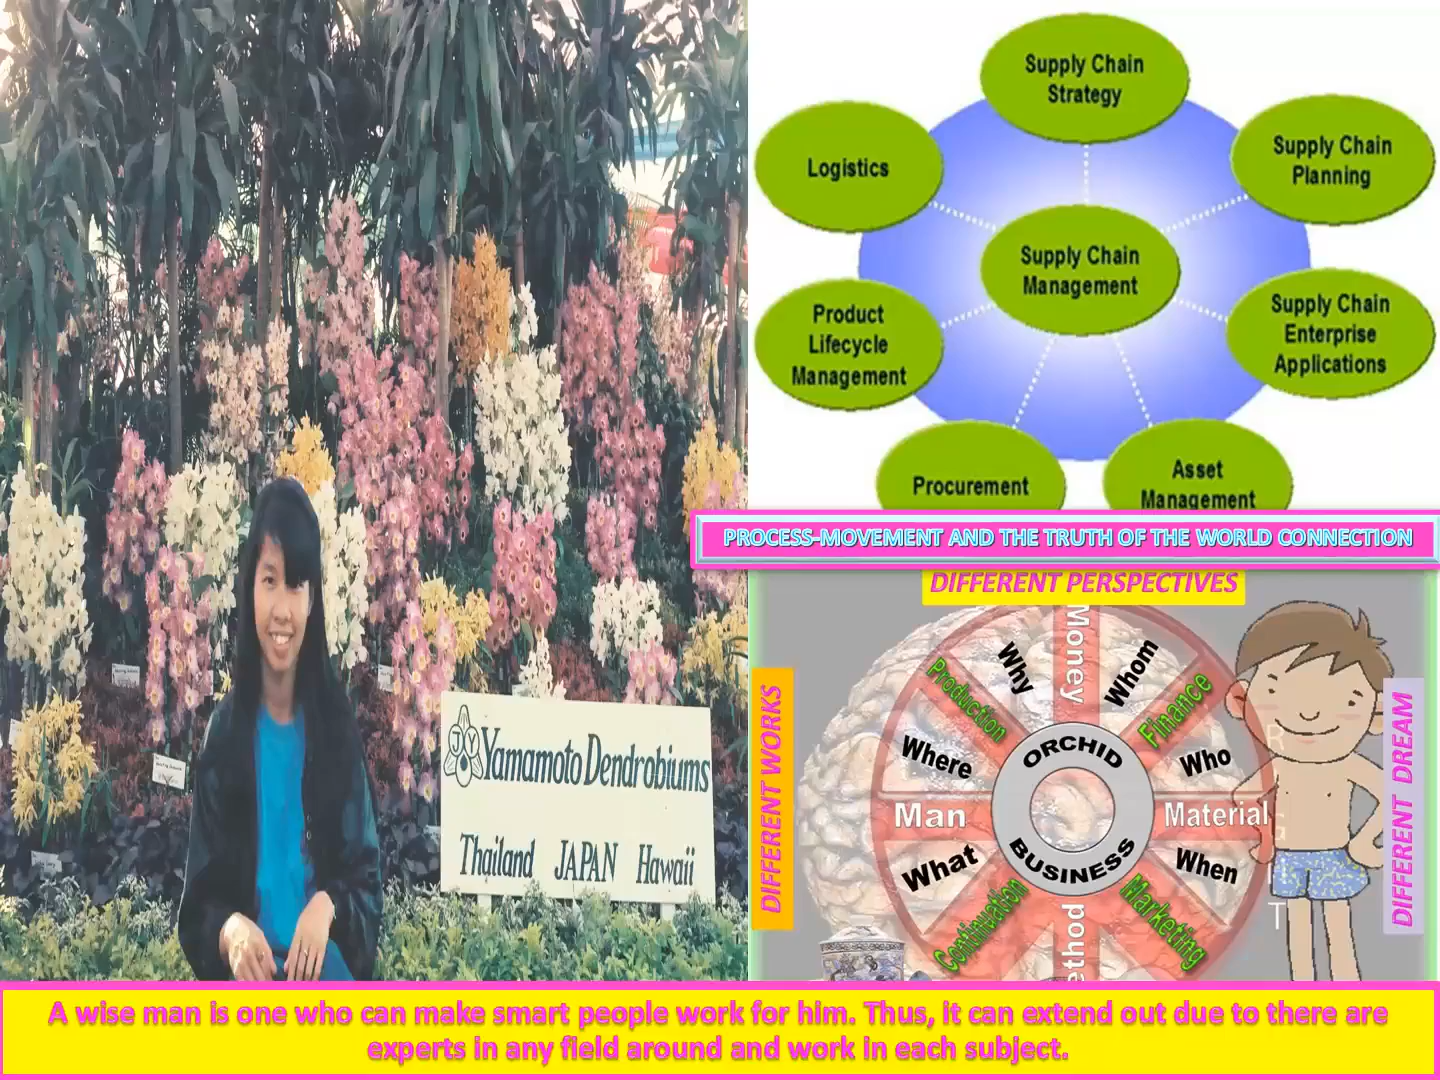 Supply Chain
Strategy
Logistics
Supply Chain
Planning
Supply Chain
Management
Product
Lifecycle
Management
Supply Chain
Enterprise
Applications
Procurement
Asset
Management
PROCESS-MOVEMENT AND THE TRUTH OF THE WORLD CONNECTION
DIFFERENT PERSPECTIVES
DIFFERENT WORKS
DIFFERENT DREAM
Money
Why
Whom
Production
Finance
Where
Who
ORCHID
BUSINESS
Man
Material
What
When
Continuation
Marketing
ethod
JY
Yamamoto Dendrobiums
Thailand JAPAN Hawaii
A wise man is one who can make smart people work for him. Thus, it can extend out due to there are
experts in any field around and work in each subject.